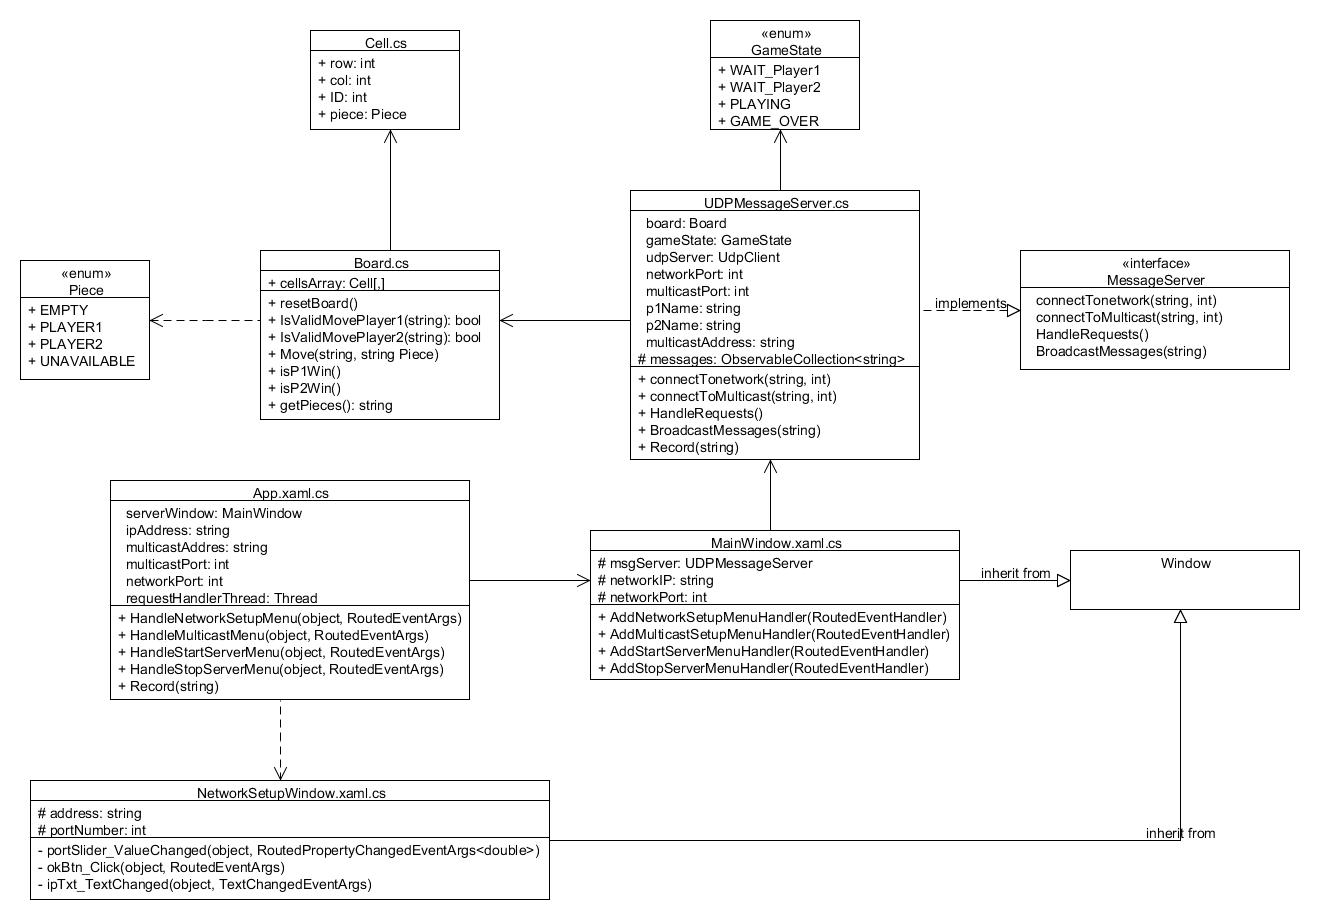 Cell.cs
+ row: int
+ col: int
+ ID: int
+ piece: Piece
«enum»
GameState
+ WAIT_Player1
+ WAIT_Player2
+ PLAYING
+ GAME_OVER
UDPMessageServer.cs
board: Board
gameState: GameState
udpServer: UdpClient
networkPort: int
multicastPort: int
p1Name: string
p2Name: string
multicastAddress: string
# messages: ObservableCollection<string>
+ connectTonetwork(string, int)
+ connectToMulticast(string, int)
+ HandleRequests()
+ BroadcastMessages(string)
+ Record(string)
implements
«interface»
MessageServer
connectTonetwork(string, int)
connectToMulticast(string, int)
HandleRequests()
BroadcastMessages(string)
«enum»
Piece
+ EMPTY
+ PLAYER1
+ PLAYER2
+ UNAVAILABLE
Board.cs
+ cellsArray: Cell[,]
+ resetBoard()
+ IsValidMovePlayer1(string): bool
+ IsValidMovePlayer2(string): bool
+ Move(string, string Piece)
+ isP1Win()
+ isP2Win()
+ getPieces(): string
App.xaml.cs
serverWindow: MainWindow
ipAddress: string
multicastAddres: string
multicastPort: int
networkPort: int
requestHandlerThread: Thread
+ HandleNetworkSetupMenu(object, RoutedEventArgs)
+ HandleMulticastMenu(object, RoutedEventArgs)
+ HandleStartServerMenu(object, RoutedEventArgs)
+ HandleStopServerMenu(object, RoutedEventArgs)
+ Record(string)
MainWindow.xaml.cs
# msgServer: UDPMessageServer
# networkIP: string
# networkPort: int
+ AddNetworkSetupMenuHandler(RoutedEventHandler)
+ AddMulticastSetupMenuHandler(RoutedEventHandler)
+ AddStartServerMenuHandler(RoutedEventHandler)
+ AddStopServerMenuHandler(RoutedEventHandler)
inherit from
Window
NetworkSetupWindow.xaml.cs
# address: string
# portNumber: int
- portSlider_ValueChanged(object, RoutedPropertyChangedEventArgs<double>)
- okBtn_Click(object, RoutedEventArgs)
- ipTxt_TextChanged(object, TextChangedEventArgs)
inherit from